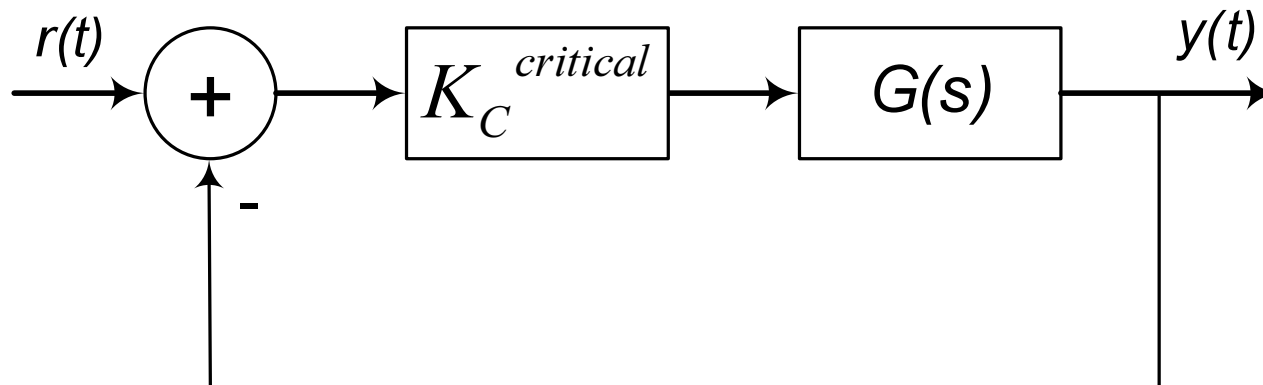 r(t)
+
K_C^critical
G(s)
y(t)
-